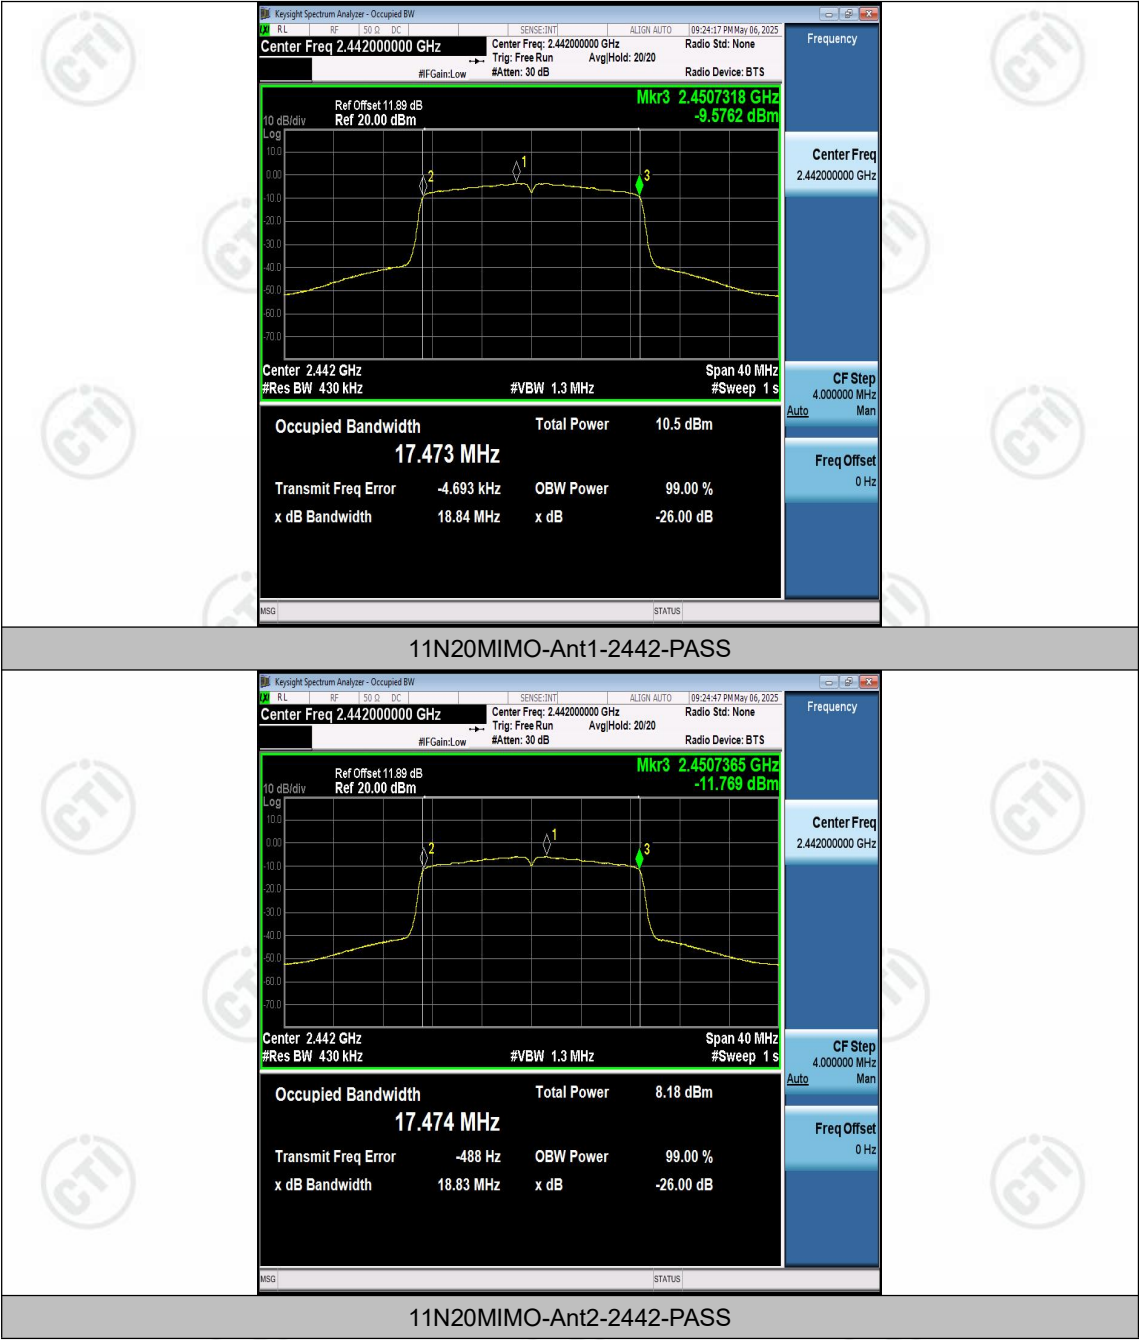 Keysight Spectrum Analyzer - Occupied BW
RL RF 50 Ω DC SENSE:INT ALIGN AUTO 09:24:17 PM May 06, 2025
Center Freq 2.442000000 GHz
Center Freq: 2.442000000 GHz
Radio Std: None
Trig: Free Run Avg|Hold: 20/20
#IFGain:Low #Atten: 30 dB
Radio Device: BTS
Frequency
Mkr3 2.4507318 GHz
-9.5762 dBm
Ref Offset 11.89 dB
10 dB/div Ref 20.00 dBm
Log
10.0
0.00
-10.0
-20.0
-30.0
-40.0
-50.0
-60.0
-70.0
1
2
3
Center Freq
2.442000000 GHz
Center 2.442 GHz Span 40 MHz
#Res BW 430 kHz #VBW 1.3 MHz #Sweep 1 s
CF Step
4.000000 MHz
Auto Man
Occupied Bandwidth Total Power 10.5 dBm
17.473 MHz
Freq Offset
0 Hz
Transmit Freq Error -4.693 kHz OBW Power 99.00 %
x dB Bandwidth 18.84 MHz x dB -26.00 dB
MSG STATUS
11N20MIMO-Ant1-2442-PASS
Keysight Spectrum Analyzer - Occupied BW
RL RF 50 Ω DC SENSE:INT ALIGN AUTO 09:24:47 PM May 06, 2025
Center Freq 2.442000000 GHz
Center Freq: 2.442000000 GHz
Radio Std: None
Trig: Free Run Avg|Hold: 20/20
#IFGain:Low #Atten: 30 dB
Radio Device: BTS
Frequency
Mkr3 2.4507365 GHz
-11.769 dBm
Ref Offset 11.89 dB
10 dB/div Ref 20.00 dBm
Log
10.0
0.00
-10.0
-20.0
-30.0
-40.0
-50.0
-60.0
-70.0
1
2
3
Center Freq
2.442000000 GHz
Center 2.442 GHz Span 40 MHz
#Res BW 430 kHz #VBW 1.3 MHz #Sweep 1 s
CF Step
4.000000 MHz
Auto Man
Occupied Bandwidth Total Power 8.18 dBm
17.474 MHz
Freq Offset
0 Hz
Transmit Freq Error -488 Hz OBW Power 99.00 %
x dB Bandwidth 18.83 MHz x dB -26.00 dB
MSG STATUS
11N20MIMO-Ant2-2442-PASS
CTI
CTI
CTI
CTI
CTI
CTI
CTI
CTI